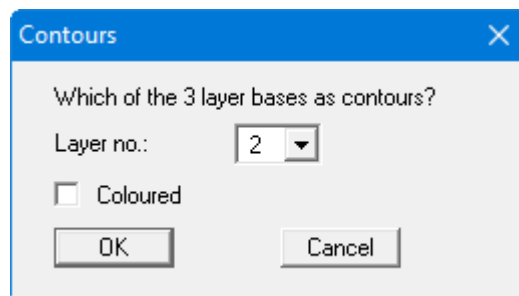 Contours
Which of the 3 layer bases as contours?
Layer no.: 2
Coloured
OK Cancel